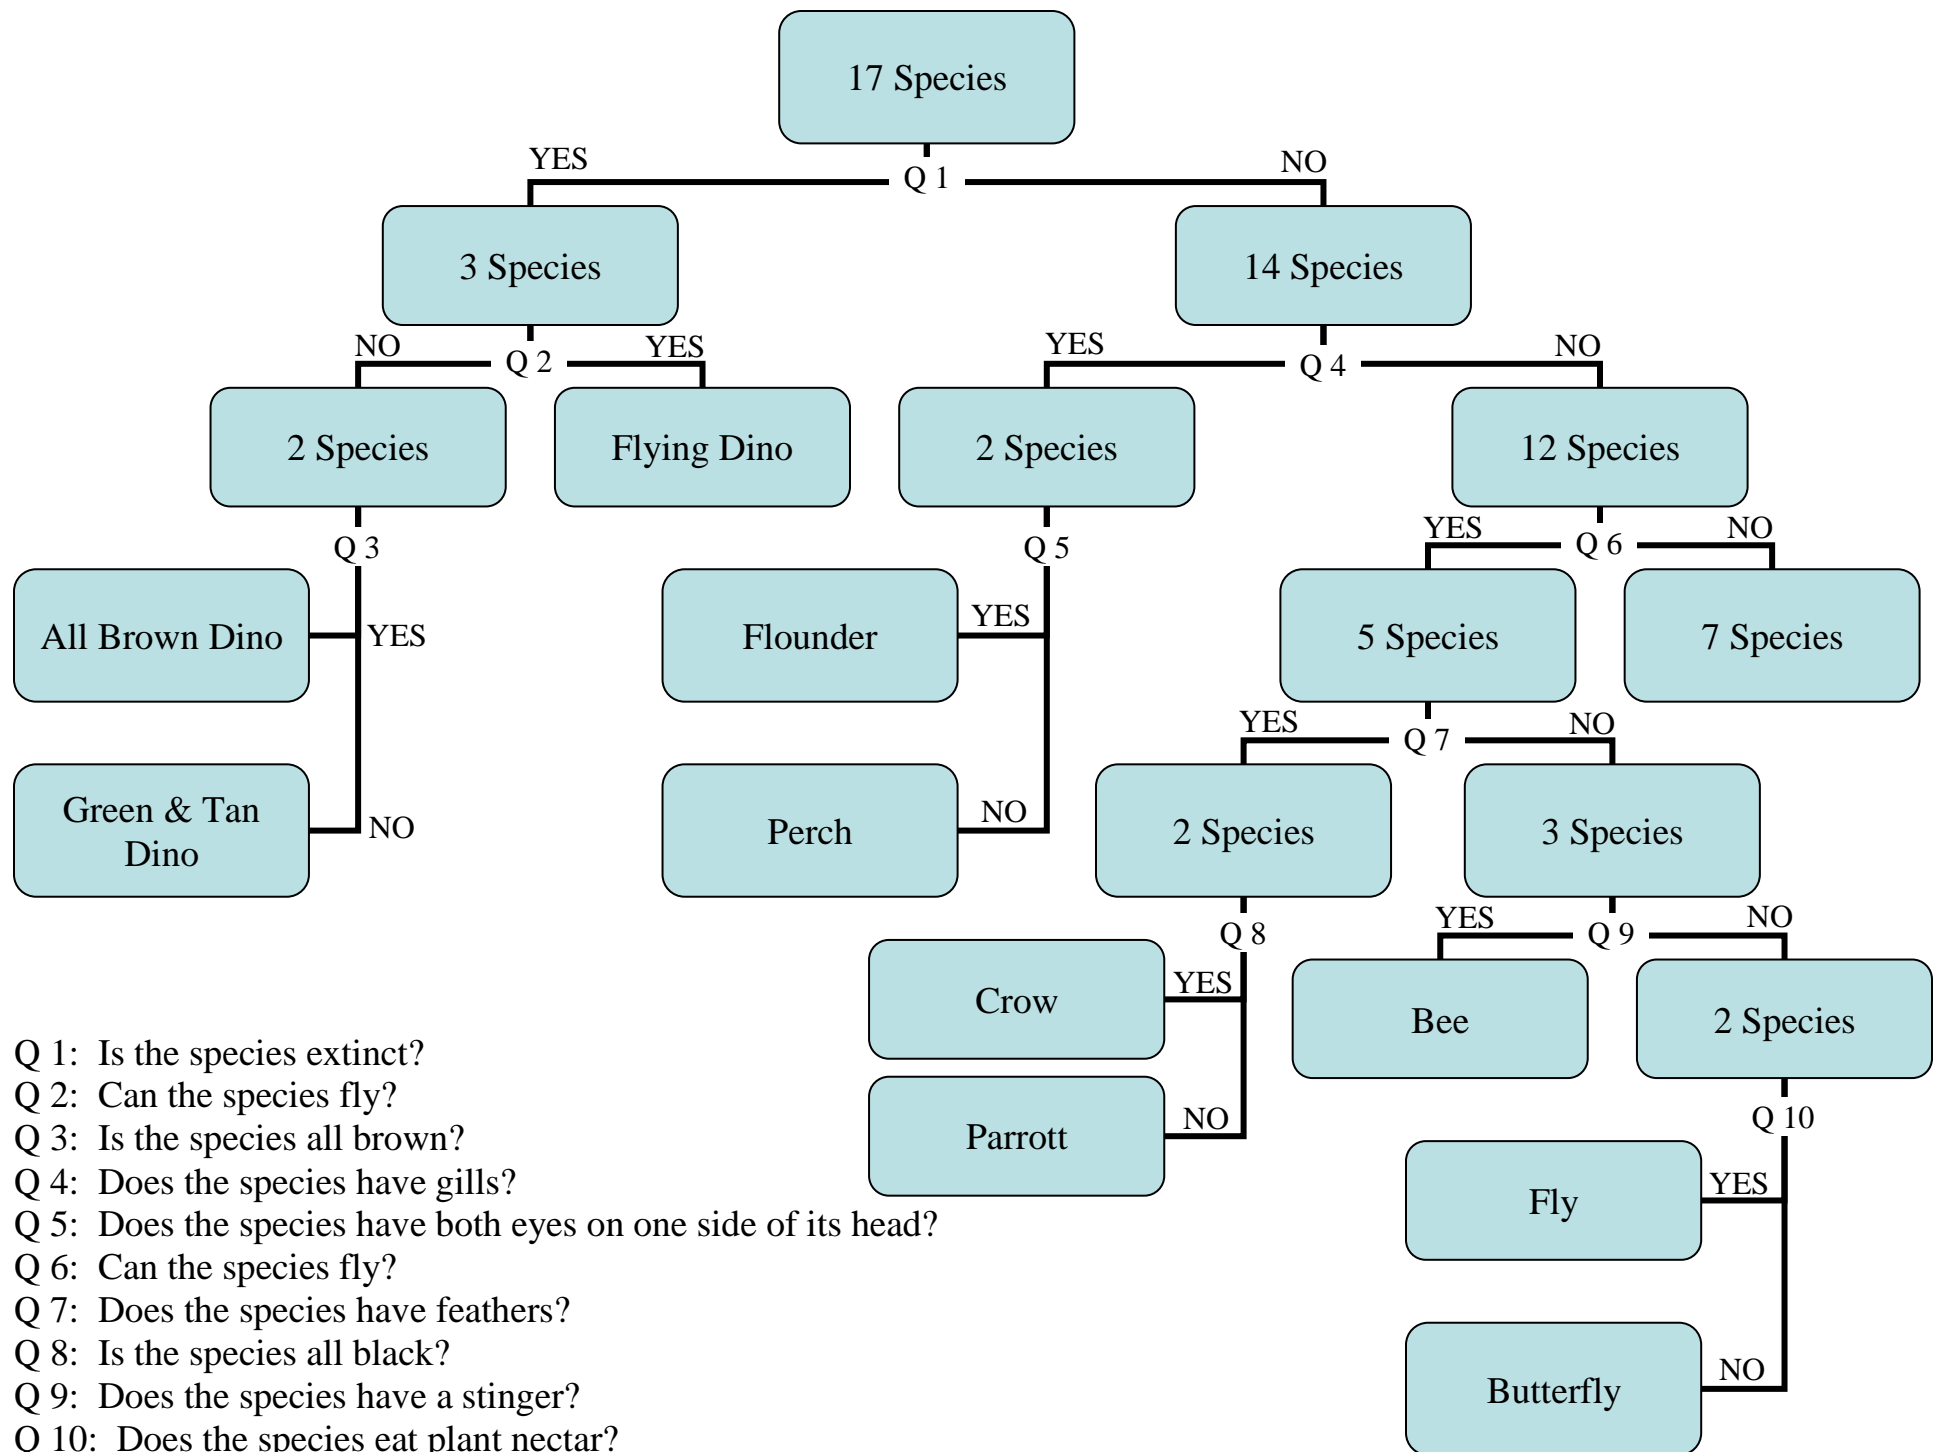 17 Species
YES
NO
Q 1
3 Species
14 Species
NO
YES
Q 2
YES
NO
Q 4
2 Species
Flying Dino
2 Species
12 Species
Q 3
Q 5
YES
NO
Q 6
All Brown Dino
YES
Flounder
YES
5 Species
7 Species
YES
NO
Q 7
Green & Tan
Dino
NO
Perch
NO
2 Species
3 Species
Q 8
YES
NO
Q 9
Crow
YES
Bee
2 Species
Parrott
NO
Q 10
Fly
YES
Butterfly
NO
Q 1: Is the species extinct?
Q 2: Can the species fly?
Q 3: Is the species all brown?
Q 4: Does the species have gills?
Q 5: Does the species have both eyes on one side of its head?
Q 6: Can the species fly?
Q 7: Does the species have feathers?
Q 8: Is the species all black?
Q 9: Does the species have a stinger?
Q 10: Does the species eat plant nectar?